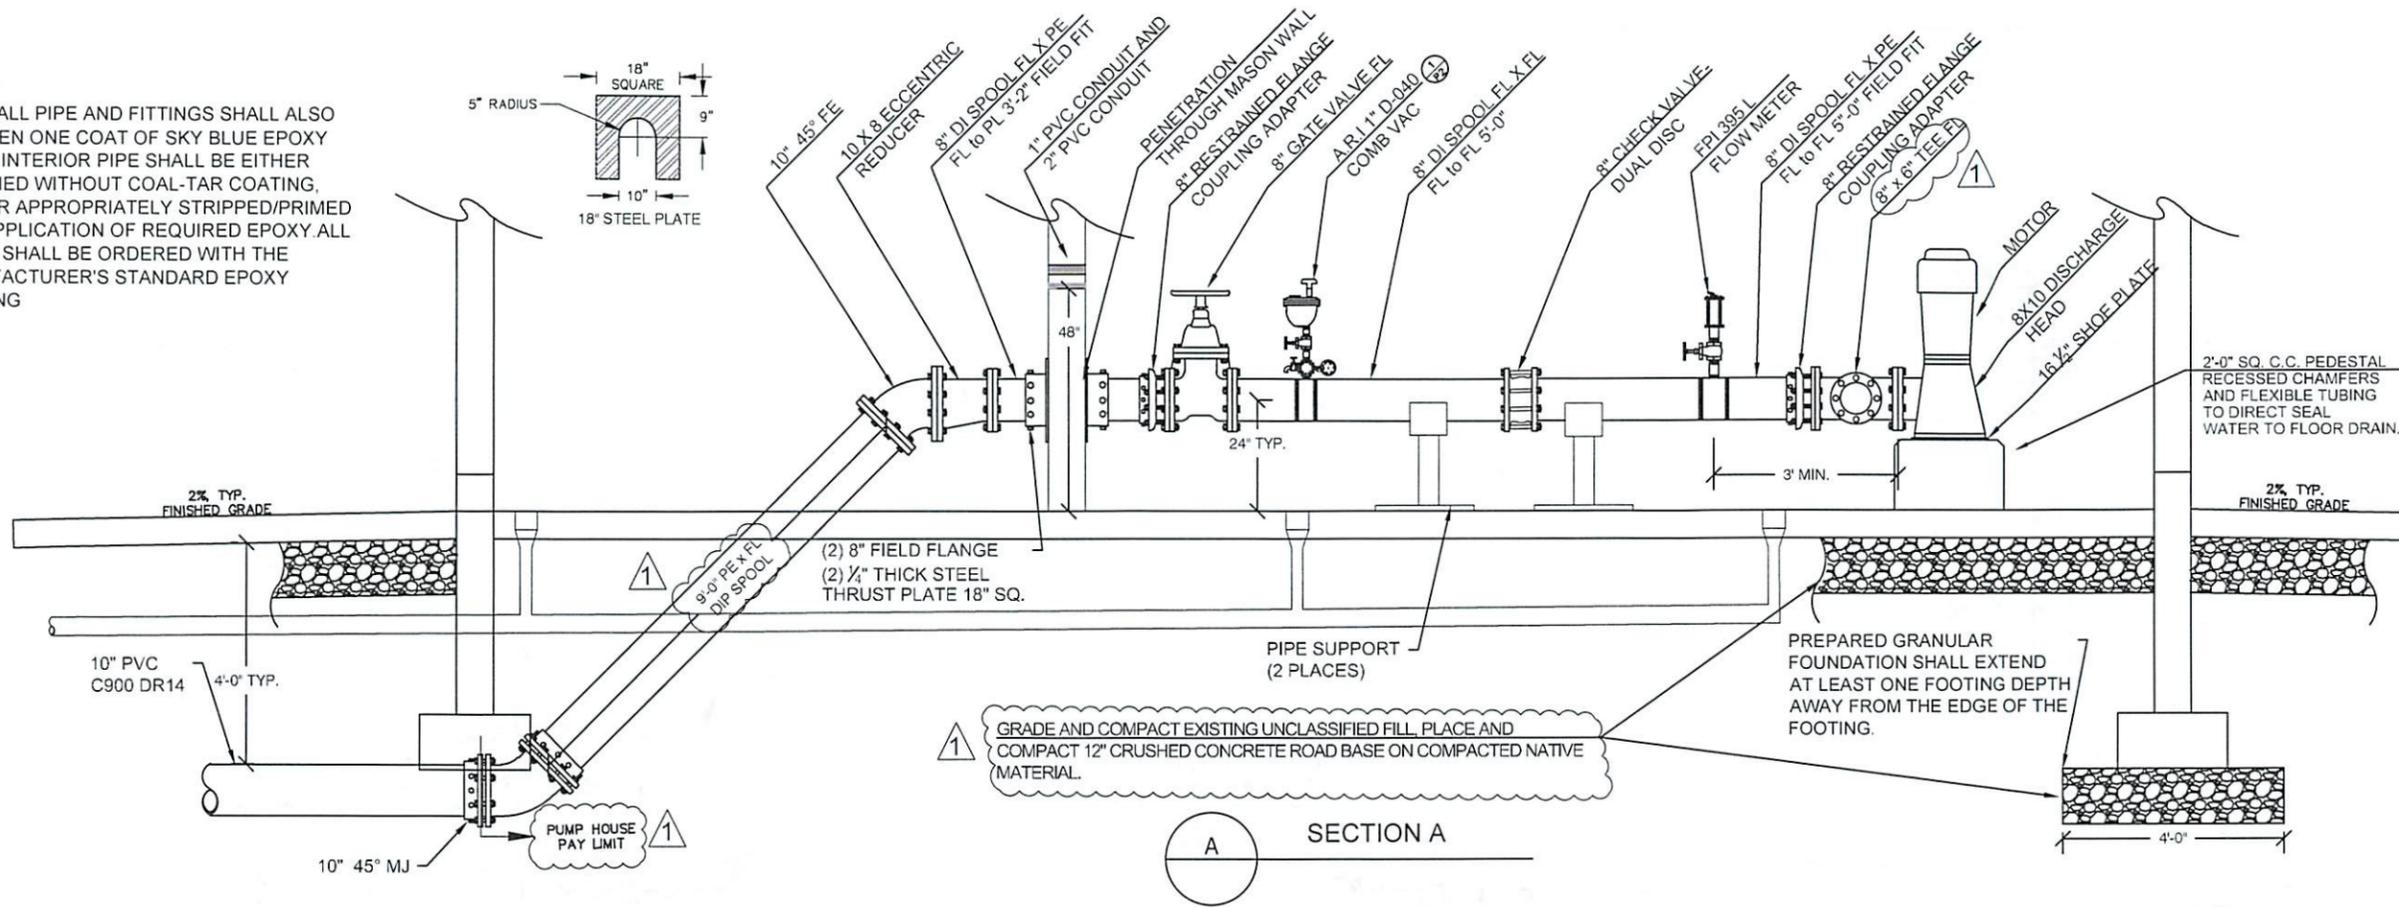 ALL PIPE AND FITTINGS SHALL ALSO
EN ONE COAT OF SKY BLUE EPOXY
INTERIOR PIPE SHALL BE EITHER
ED WITHOUT COAL-TAR COATING,
R APPROPRIATELY STRIPPED/PRIMED
PPLICATION OF REQUIRED EPOXY.ALL
SHALL BE ORDERED WITH THE
FACTURER'S STANDARD EPOXY
NG
18"
SQUARE
5" RADIUS
9"
10"
18" STEEL PLATE
10" 45° FE
10 X 8 ECCENTRIC
REDUCER
8" DI SPOOL FL X PE
FL to PL 3'-2" FIELD FIT
1" PVC CONDUIT AND
2" PVC CONDUIT
PENETRATION
THROUGH MASON WALL
8" RESTRAINED FLANGE
COUPLING ADAPTER
8" GATE VALVE FL
A.R.I 1" D-040
COMB VAC
1
P2
8" DI SPOOL FL X FL
FL to FL 5'-0"
8" CHECK VALVE-
DUAL DISC
FPI 395 L
FLOW METER
8" DI SPOOL FL X PE
FL to FL 5"-0" FIELD FIT
8" RESTRAINED FLANGE
COUPLING ADAPTER
8" x 6" TEE FL
1
MOTOR
8X10 DISCHARGE
HEAD
16 ½" SHOE PLATE
2'-0" SQ. C.C. PEDESTAL
RECESSED CHAMFERS
AND FLEXIBLE TUBING
TO DIRECT SEAL
WATER TO FLOOR DRAIN.
48"
24" TYP.
3' MIN.
2% TYP.
FINISHED GRADE
2% TYP.
FINISHED GRADE
1
9'-0" PE x FL
DIP SPOOL
(2) 8" FIELD FLANGE
(2) ¼" THICK STEEL
THRUST PLATE 18" SQ.
10" PVC
C900 DR14
4'-0" TYP.
PIPE SUPPORT
(2 PLACES)
PREPARED GRANULAR
FOUNDATION SHALL EXTEND
AT LEAST ONE FOOTING DEPTH
AWAY FROM THE EDGE OF THE
FOOTING.
1
GRADE AND COMPACT EXISTING UNCLASSIFIED FILL, PLACE AND
COMPACT 12" CRUSHED CONCRETE ROAD BASE ON COMPACTED NATIVE
MATERIAL.
PUMP HOUSE
PAY LIMIT
1
10" 45° MJ
A
SECTION A
4'-0"